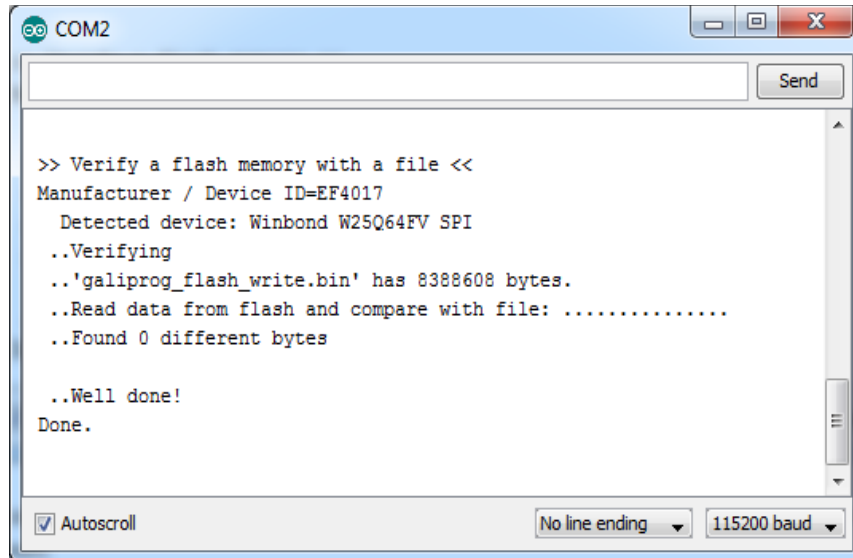 COM2
Send
>> Verify a flash memory with a file <<
Manufacturer / Device ID=EF4017
Detected device: Winbond W25Q64FV SPI
..Verifying
..'galiprog_flash_write.bin' has 8388608 bytes.
..Read data from flash and compare with file: ...............
..Found 0 different bytes
..Well done!
Done.
Autoscroll No line ending 115200 baud